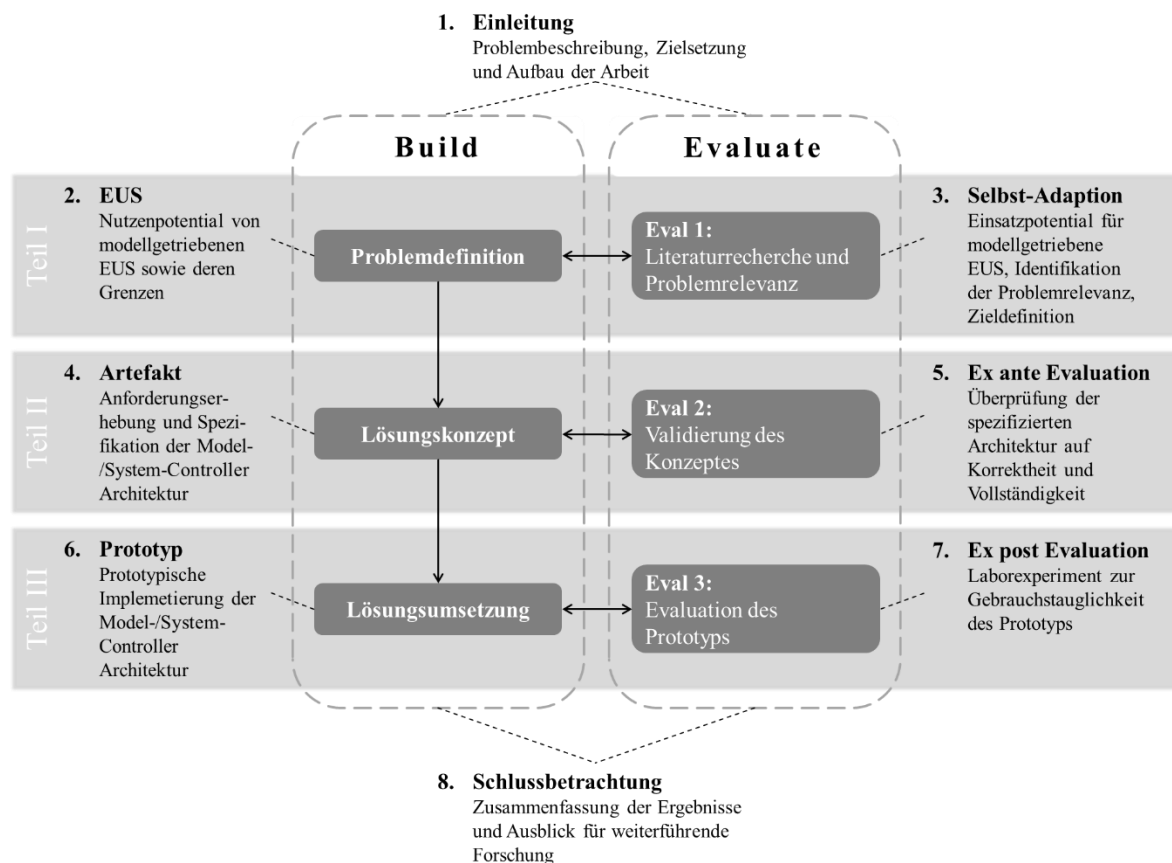 1. Einleitung
Problembeschreibung, Zielsetzung
und Aufbau der Arbeit
Build
Evaluate
Teil I
2. EUS
Nutzenpotential von
modellgetriebenen
EUS sowie deren
Grenzen
Problemdefinition
Eval 1:
Literaturrecherche und
Problemrelevanz
3. Selbst-Adaption
Einsatzpotential für
modellgetriebene
EUS, Identifikation
der Problemrelevanz,
Zieldefinition
Teil II
4. Artefakt
Anforderungser-
hebung und Spezi-
fikation der Model-
/System-Controller
Architektur
Lösungskonzept
Eval 2:
Validierung des
Konzeptes
5. Ex ante Evaluation
Überprüfung der
spezifizierten
Architektur auf
Korrektheit und
Vollständigkeit
Teil III
6. Prototyp
Prototypische
Implemetierung der
Model-/System-
Controller
Architektur
Lösungsumsetzung
Eval 3:
Evaluation des
Prototyps
7. Ex post Evaluation
Laborexperiment zur
Gebrauchstauglichkeit
des Prototyps
8. Schlussbetrachtung
Zusammenfassung der Ergebnisse
und Ausblick für weiterführende
Forschung